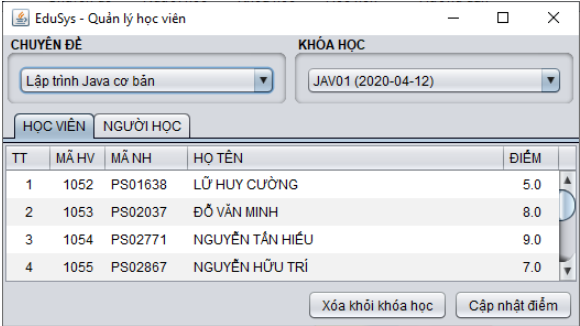 EduSys - Quản lý học viên
CHUYÊN ĐỀ KHÓA HỌC
Lập trình Java cơ bản JAV01 (2020-04-12)
HỌC VIÊN NGƯỜI HỌC
TT MÃ HV MÃ NH HỌ TÊN ĐIỂM
1 1052 PS01638 LỮ HUY CƯỜNG 5.0
2 1053 PS02037 ĐỖ VĂN MINH 8.0
3 1054 PS02771 NGUYỄN TẤN HIẾU 9.0
4 1055 PS02867 NGUYỄN HỮU TRÍ 7.0
Xóa khỏi khóa học Cập nhật điểm